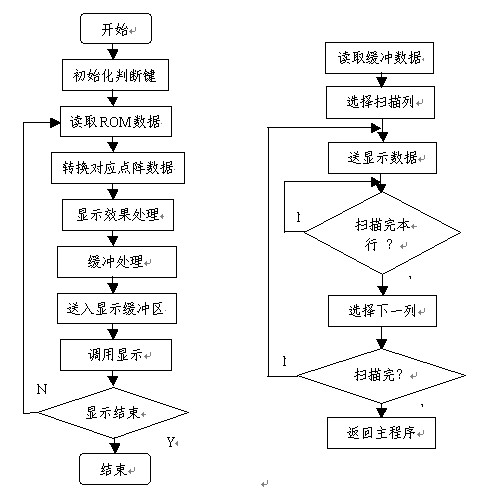 开始
初始化判断键
读取ROM数据
转换对应点阵数据
显示效果处理
缓冲处理
送入显示缓冲区
调用显示
N
显示结束
Y
结束
读取缓冲数据
选择扫描列
送显示数据
扫描完本
行 ?
选择下一列
扫描完?
返回主程序